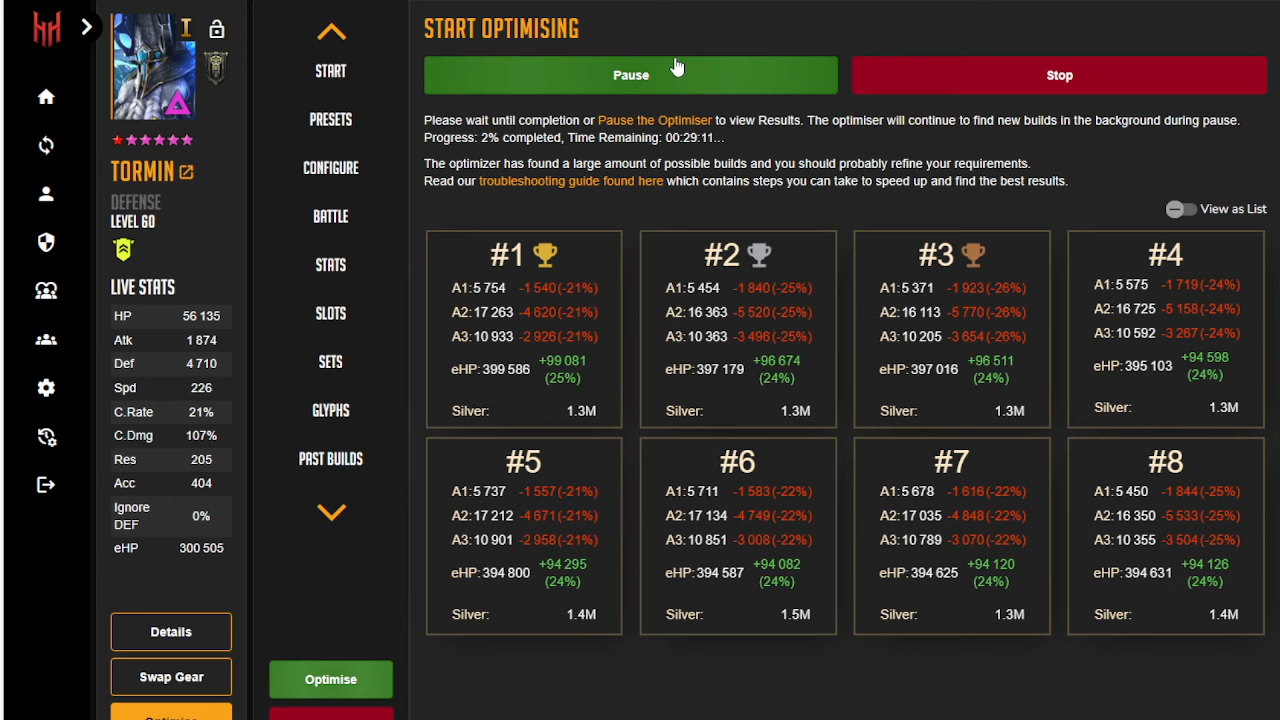 I
TORMIN
DEFENSE
LEVEL 60
LIVE STATS
HP 56 135
Atk 1 874
Def 4 710
Spd 226
C.Rate 21%
C.Dmg 107%
Res 205
Acc 404
Ignore DEF 0%
eHP 300 505
Details
Swap Gear
START
PRESETS
CONFIGURE
BATTLE
STATS
SLOTS
SETS
GLYPHS
PAST BUILDS
Optimise
START OPTIMISING
Pause Stop
Please wait until completion or Pause the Optimiser to view Results. The optimiser will continue to find new builds in the background during pause.
Progress: 2% completed, Time Remaining: 00:29:11...
The optimizer has found a large amount of possible builds and you should probably refine your requirements.
Read our troubleshooting guide found here which contains steps you can take to speed up and find the best results.
View as List
#1
A1: 5 754 -1 540 (-21%)
A2: 17 263 -4 620 (-21%)
A3: 10 933 -2 926 (-21%)
eHP: 399 586 +99 081 (25%)
Silver: 1.3M
#2
A1: 5 454 -1 840 (-25%)
A2: 16 363 -5 520 (-25%)
A3: 10 363 -3 496 (-25%)
eHP: 397 179 +96 674 (24%)
Silver: 1.3M
#3
A1: 5 371 -1 923 (-26%)
A2: 16 113 -5 770 (-26%)
A3: 10 205 -3 654 (-26%)
eHP: 397 016 +96 511 (24%)
Silver: 1.3M
#4
A1: 5 575 -1 719 (-24%)
A2: 16 725 -5 158 (-24%)
A3: 10 592 -3 267 (-24%)
eHP: 395 103 +94 598 (24%)
Silver: 1.3M
#5
A1: 5 737 -1 557 (-21%)
A2: 17 212 -4 671 (-21%)
A3: 10 901 -2 958 (-21%)
eHP: 394 800 +94 295 (24%)
Silver: 1.4M
#6
A1: 5 711 -1 583 (-22%)
A2: 17 134 -4 749 (-22%)
A3: 10 851 -3 008 (-22%)
eHP: 394 587 +94 082 (24%)
Silver: 1.5M
#7
A1: 5 678 -1 616 (-22%)
A2: 17 035 -4 848 (-22%)
A3: 10 789 -3 070 (-22%)
eHP: 394 625 +94 120 (24%)
Silver: 1.3M
#8
A1: 5 450 -1 844 (-25%)
A2: 16 350 -5 533 (-25%)
A3: 10 355 -3 504 (-25%)
eHP: 394 631 +94 126 (24%)
Silver: 1.4M